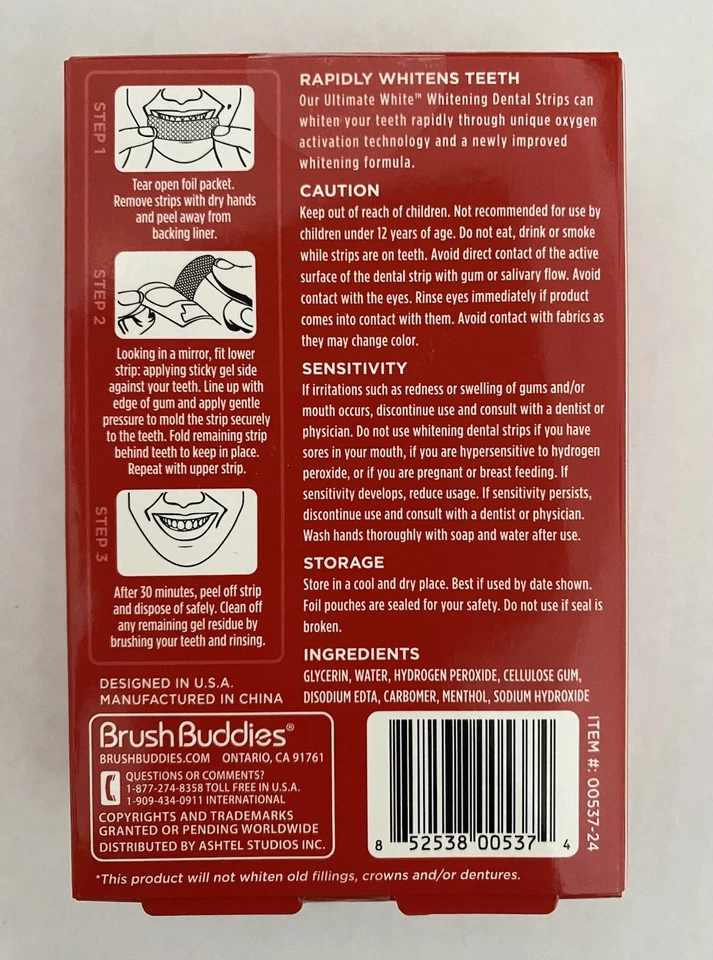 STEP 1
Tear open foil packet.
Remove strips with dry hands
and peel away from
backing liner.
STEP 2
Looking in a mirror, fit lower
strip: applying sticky gel side
against your teeth. Line up with
edge of gum and apply gentle
pressure to mold the strip securely
to the teeth. Fold remaining strip
behind teeth to keep in place.
Repeat with upper strip.
STEP 3
After 30 minutes, peel off strip
and dispose of safely. Clean off
any remaining gel residue by
brushing your teeth and rinsing.
RAPIDLY WHITENS TEETH
Our Ultimate White™ Whitening Dental Strips can
whiten your teeth rapidly through unique oxygen
activation technology and a newly improved
whitening formula.
CAUTION
Keep out of reach of children. Not recommended for use by
children under 12 years of age. Do not eat, drink or smoke
while strips are on teeth. Avoid direct contact of the active
surface of the dental strip with gum or salivary flow. Avoid
contact with the eyes. Rinse eyes immediately if product
comes into contact with them. Avoid contact with fabrics as
they may change color.
SENSITIVITY
If irritations such as redness or swelling of gums and/or
mouth occurs, discontinue use and consult with a dentist or
physician. Do not use whitening dental strips if you have
sores in your mouth, if you are hypersensitive to hydrogen
peroxide, or if you are pregnant or breast feeding. If
sensitivity develops, reduce usage. If sensitivity persists,
discontinue use and consult with a dentist or physician.
Wash hands thoroughly with soap and water after use.
STORAGE
Store in a cool and dry place. Best if used by date shown.
Foil pouches are sealed for your safety. Do not use if seal is
broken.
INGREDIENTS
GLYCERIN, WATER, HYDROGEN PEROXIDE, CELLULOSE GUM,
DISODIUM EDTA, CARBOMER, MENTHOL, SODIUM HYDROXIDE
DESIGNED IN U.S.A.
MANUFACTURED IN CHINA
BrushBuddies®
BRUSHBUDDIES.COM ONTARIO, CA 91761
QUESTIONS OR COMMENTS?
1-877-274-8358 TOLL FREE IN U.S.A.
1-909-434-0911 INTERNATIONAL
COPYRIGHTS AND TRADEMARKS
GRANTED OR PENDING WORLDWIDE
DISTRIBUTED BY ASHTEL STUDIOS INC.
8 52538 00537 4
ITEM #: 00537-24
*This product will not whiten old fillings, crowns and/or dentures.